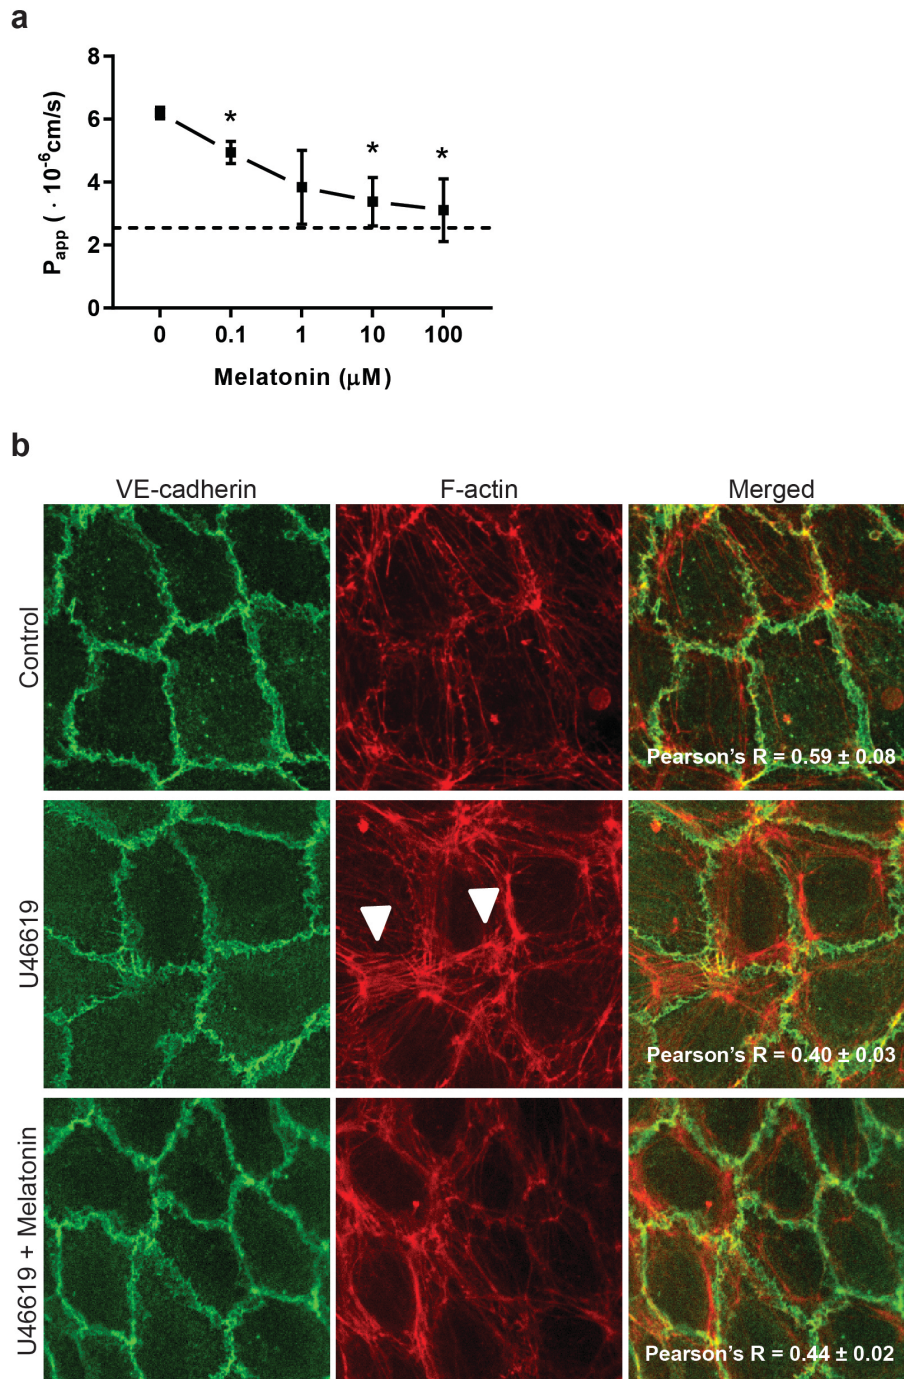 a
8
6
4
2
0
P_app ( · 10^-6cm/s)
* * *
0 0.1 1 10 100
Melatonin (µM)
b
VE-cadherin F-actin Merged
Control
Pearson's R = 0.59 ± 0.08
U46619
Pearson's R = 0.40 ± 0.03
U46619 + Melatonin
Pearson's R = 0.44 ± 0.02